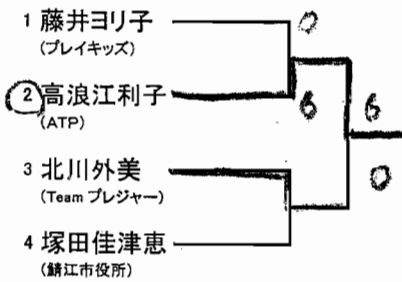 1 藤井ヨリ子 0
(プレイキッズ)
2 高浪江利子 6 6
(ATP)
3 北川外美 0
(Team プレジャー)
4 塚田佳津恵
(鯖江市役所)